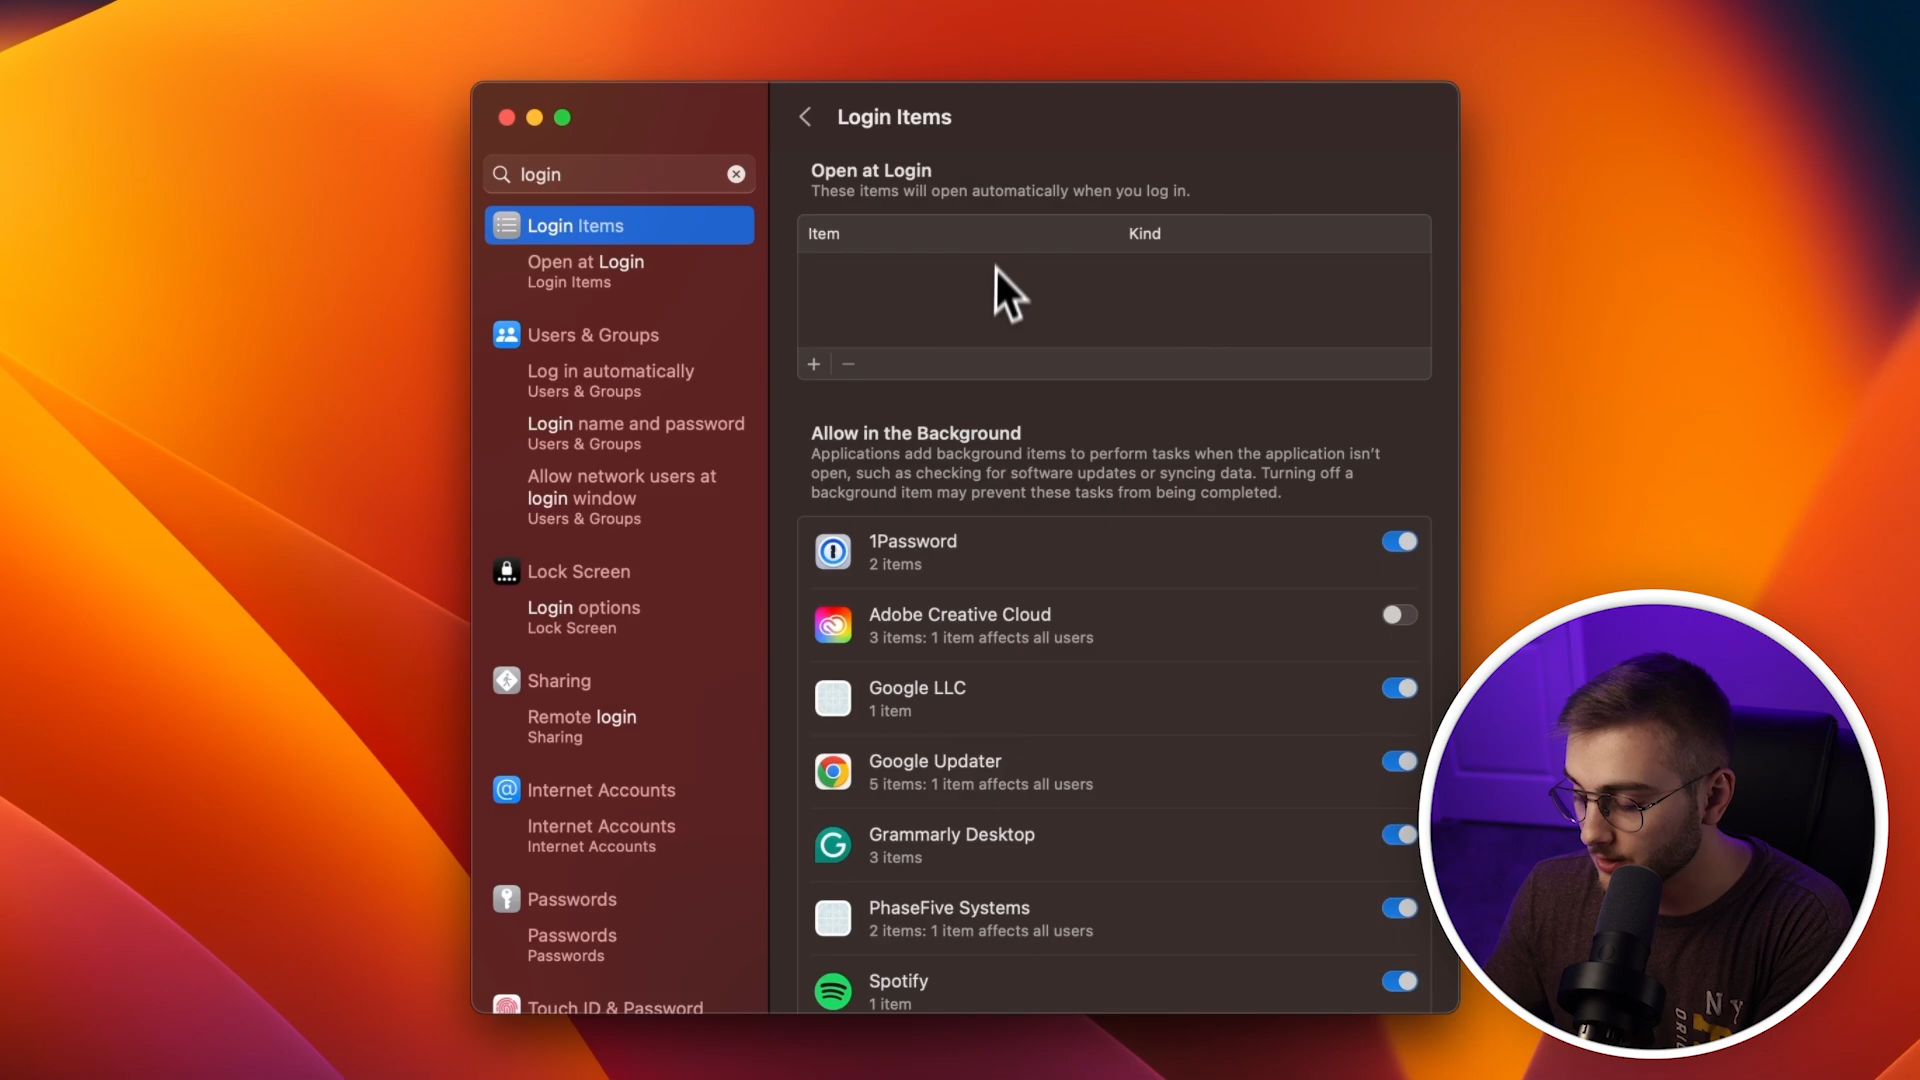 login
Login Items
Open at Login
Login Items
Users & Groups
Log in automatically
Users & Groups
Login name and password
Users & Groups
Allow network users at
login window
Users & Groups
Lock Screen
Login options
Lock Screen
Sharing
Remote login
Sharing
Internet Accounts
Internet Accounts
Internet Accounts
Passwords
Passwords
Passwords
Touch ID & Password
Login Items
Open at Login
These items will open automatically when you log in.
Item Kind
Allow in the Background
Applications add background items to perform tasks when the application isn't
open, such as checking for software updates or syncing data. Turning off a
background item may prevent these tasks from being completed.
1Password
2 items
Adobe Creative Cloud
3 items: 1 item affects all users
Google LLC
1 item
Google Updater
5 items: 1 item affects all users
Grammarly Desktop
3 items
PhaseFive Systems
2 items: 1 item affects all users
Spotify
1 item
NY